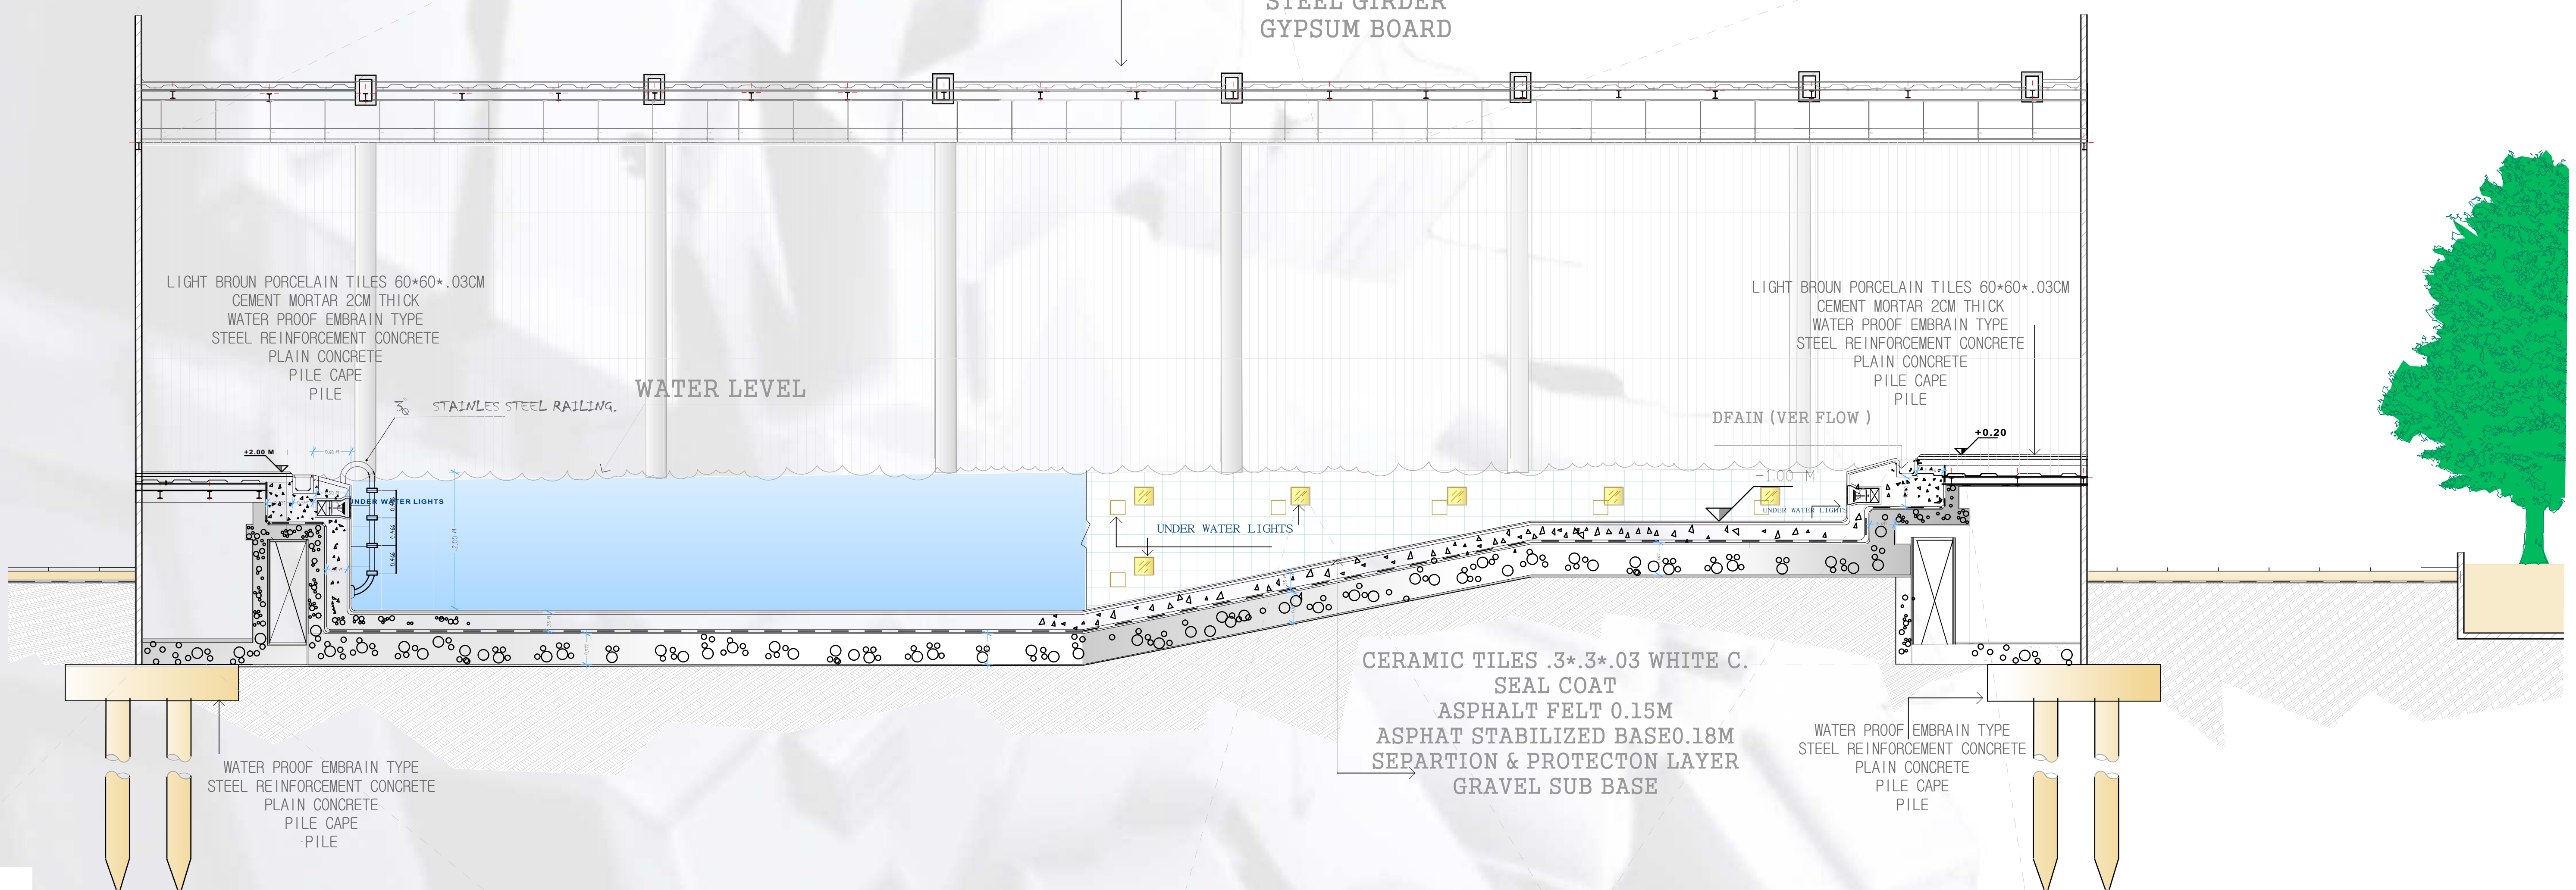 STEEL GIRDER
GYPSUM BOARD
LIGHT BROUN PORCELAIN TILES 60*60*.03CM
CEMENT MORTAR 2CM THICK
WATER PROOF EMBRAIN TYPE
STEEL REINFORCEMENT CONCRETE
PLAIN CONCRETE
PILE CAPE
PILE
LIGHT BROUN PORCELAIN TILES 60*60*.03CM
CEMENT MORTAR 2CM THICK
WATER PROOF EMBRAIN TYPE
STEEL REINFORCEMENT CONCRETE
PLAIN CONCRETE
PILE CAPE
PILE
WATER LEVEL
STAINLES STEEL RAILING.
DFAIN (VER FLOW )
+2.00 M
+0.20
-1.00 M
UNDER WATER LIGHTS
UNDER WATER LIGHTS
UNDER WATER LIGHTS
CERAMIC TILES .3*.3*.03 WHITE C.
SEAL COAT
ASPHALT FELT 0.15M
ASPHAT STABILIZED BASE0.18M
SEPARTION & PROTECTON LAYER
GRAVEL SUB BASE
WATER PROOF EMBRAIN TYPE
STEEL REINFORCEMENT CONCRETE
PLAIN CONCRETE
PILE CAPE
PILE
WATER PROOF EMBRAIN TYPE
STEEL REINFORCEMENT CONCRETE
PLAIN CONCRETE
PILE CAPE
PILE